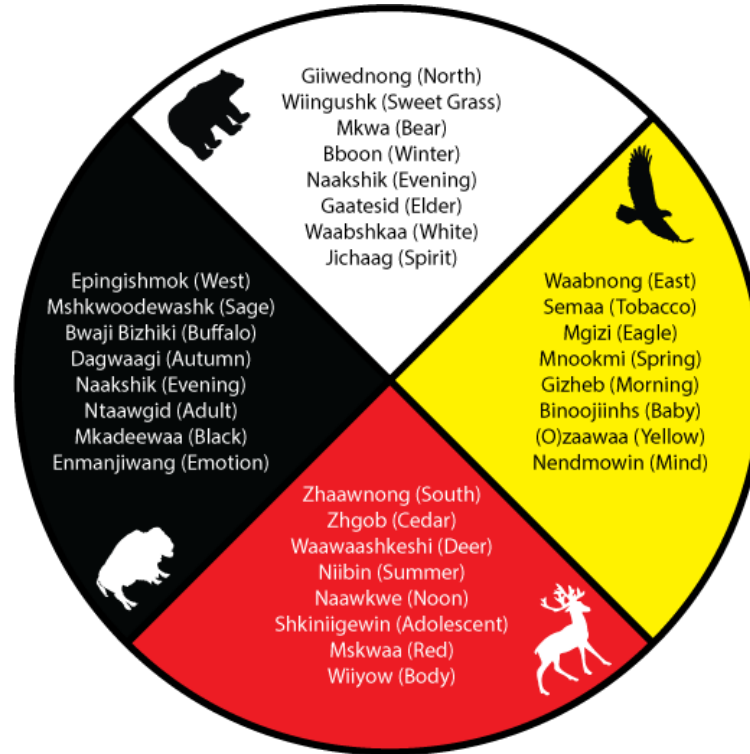 Giiwednong (North)
Wiingushk (Sweet Grass)
Mkwa (Bear)
Bboon (Winter)
Naakshik (Evening)
Gaatesid (Elder)
Waabshkaa (White)
Jichaag (Spirit)
Epingishmok (West)
Mshkwoodewashk (Sage)
Bwaji Bizhiki (Buffalo)
Dagwaagi (Autumn)
Naakshik (Evening)
Ntaawgid (Adult)
Mkadeewaa (Black)
Enmanjiwang (Emotion)
Waabnong (East)
Semaa (Tobacco)
Mgizi (Eagle)
Mnookmi (Spring)
Gizheb (Morning)
Binoojiinhs (Baby)
(O)zaawaa (Yellow)
Nendmowin (Mind)
Zhaawnong (South)
Zhgob (Cedar)
Waawaashkeshi (Deer)
Niibin (Summer)
Naawkwe (Noon)
Shkiniigewin (Adolescent)
Mskwaa (Red)
Wiiyow (Body)